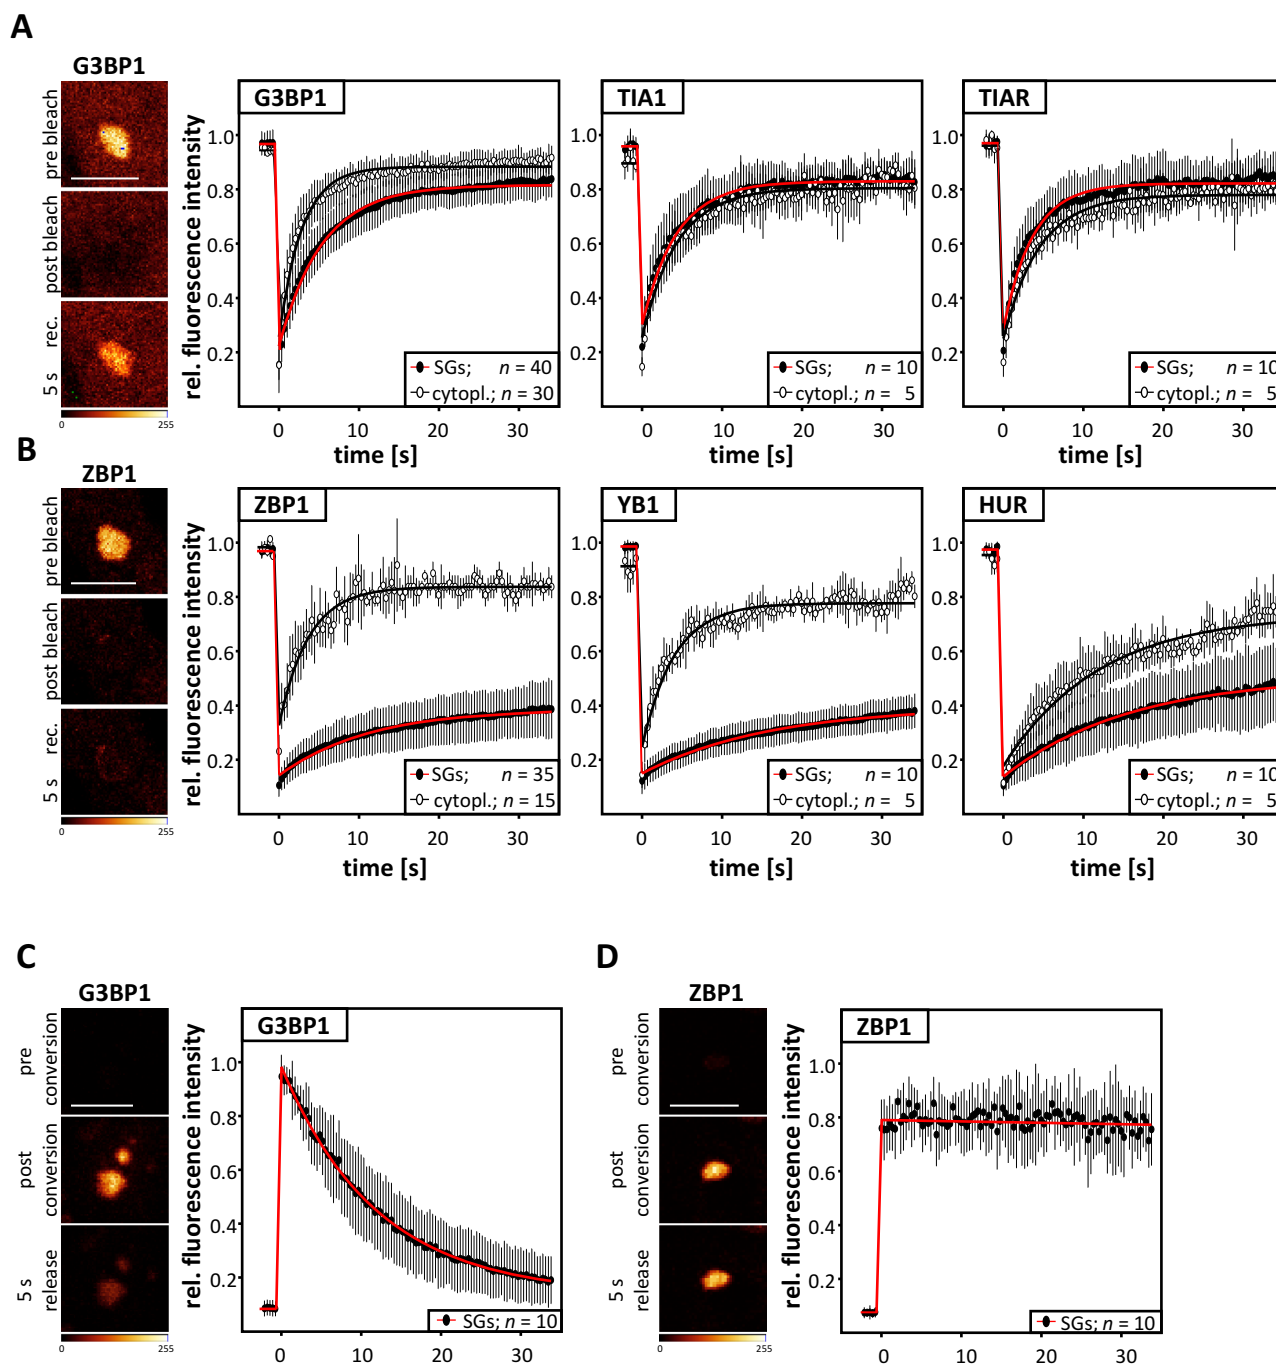 A
G3BP1
pre bleach
post bleach
5 s rec.
0 255
rel. fluorescence intensity
G3BP1
1.0
0.8
0.6
0.4
0.2
SGs; n = 40
cytopl.; n = 30
0 10 20 30
time [s]
TIA1
1.0
0.8
0.6
0.4
0.2
SGs; n = 10
cytopl.; n = 5
0 10 20 30
time [s]
TIAR
1.0
0.8
0.6
0.4
0.2
SGs; n = 10
cytopl.; n = 5
0 10 20 30
time [s]
B
ZBP1
pre bleach
post bleach
5 s rec.
0 255
rel. fluorescence intensity
ZBP1
1.0
0.8
0.6
0.4
0.2
SGs; n = 35
cytopl.; n = 15
0 10 20 30
time [s]
YB1
1.0
0.8
0.6
0.4
0.2
SGs; n = 10
cytopl.; n = 5
0 10 20 30
time [s]
HUR
1.0
0.8
0.6
0.4
0.2
SGs; n = 10
cytopl.; n = 5
0 10 20 30
time [s]
C
G3BP1
pre
conversion
post
conversion
5 s
release
0 255
rel. fluorescence intensity
G3BP1
1.0
0.8
0.6
0.4
0.2
SGs; n = 10
0 10 20 30
D
ZBP1
pre
conversion
post
conversion
5 s
release
0 255
rel. fluorescence intensity
ZBP1
1.0
0.8
0.6
0.4
0.2
SGs; n = 10
0 10 20 30